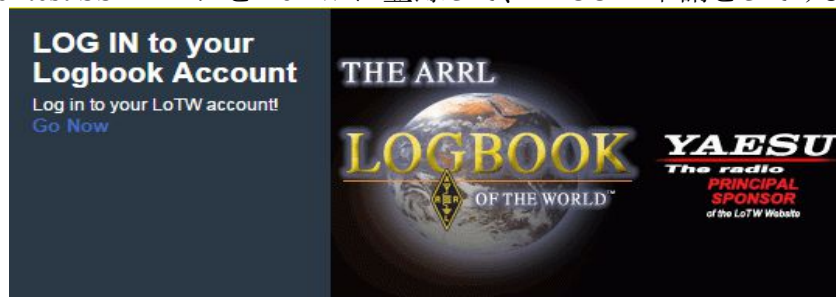 LOG IN to your
Logbook Account
Log in to your LoTW account!
Go Now
THE ARRL
LOGBOOK
OF THE WORLD™
YAESU
The radio
PRINCIPAL
SPONSOR
of the LoTW Website